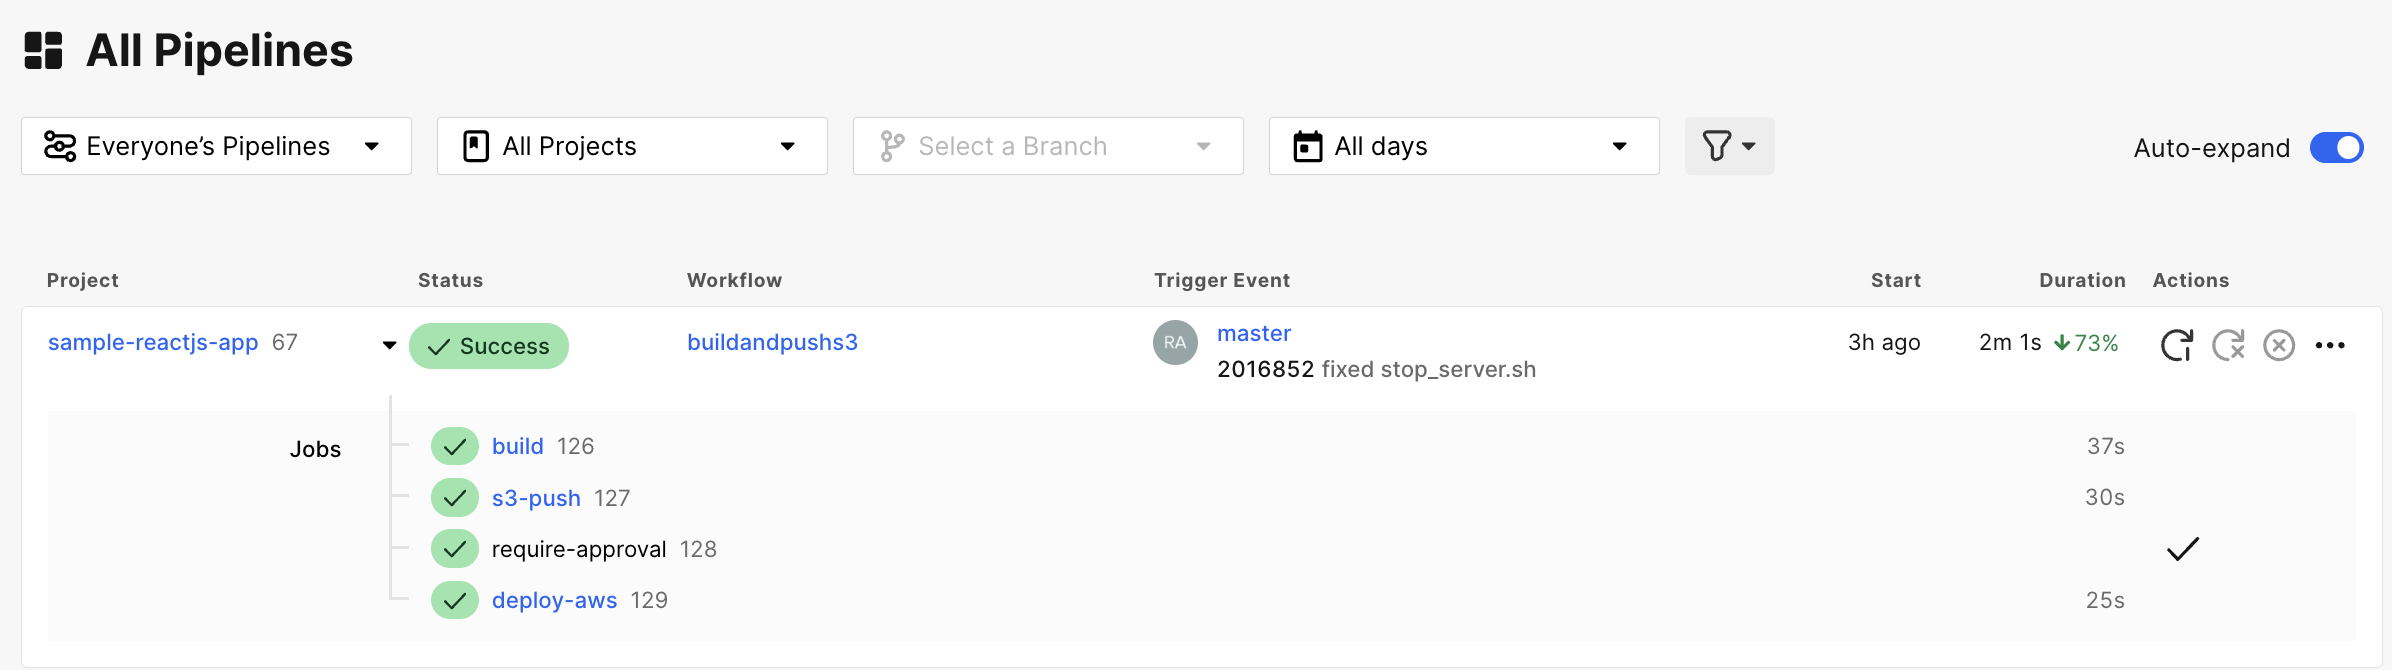 All Pipelines
Everyone’s Pipelines
All Projects
Select a Branch
All days
Auto-expand
Project Status Workflow Trigger Event Start Duration Actions
sample-reactjs-app 67 Success buildandpushs3 RA master 3h ago 2m 1s 73%
2016852 fixed stop_server.sh
Jobs
build 126 37s
s3-push 127 30s
require-approval 128
deploy-aws 129 25s